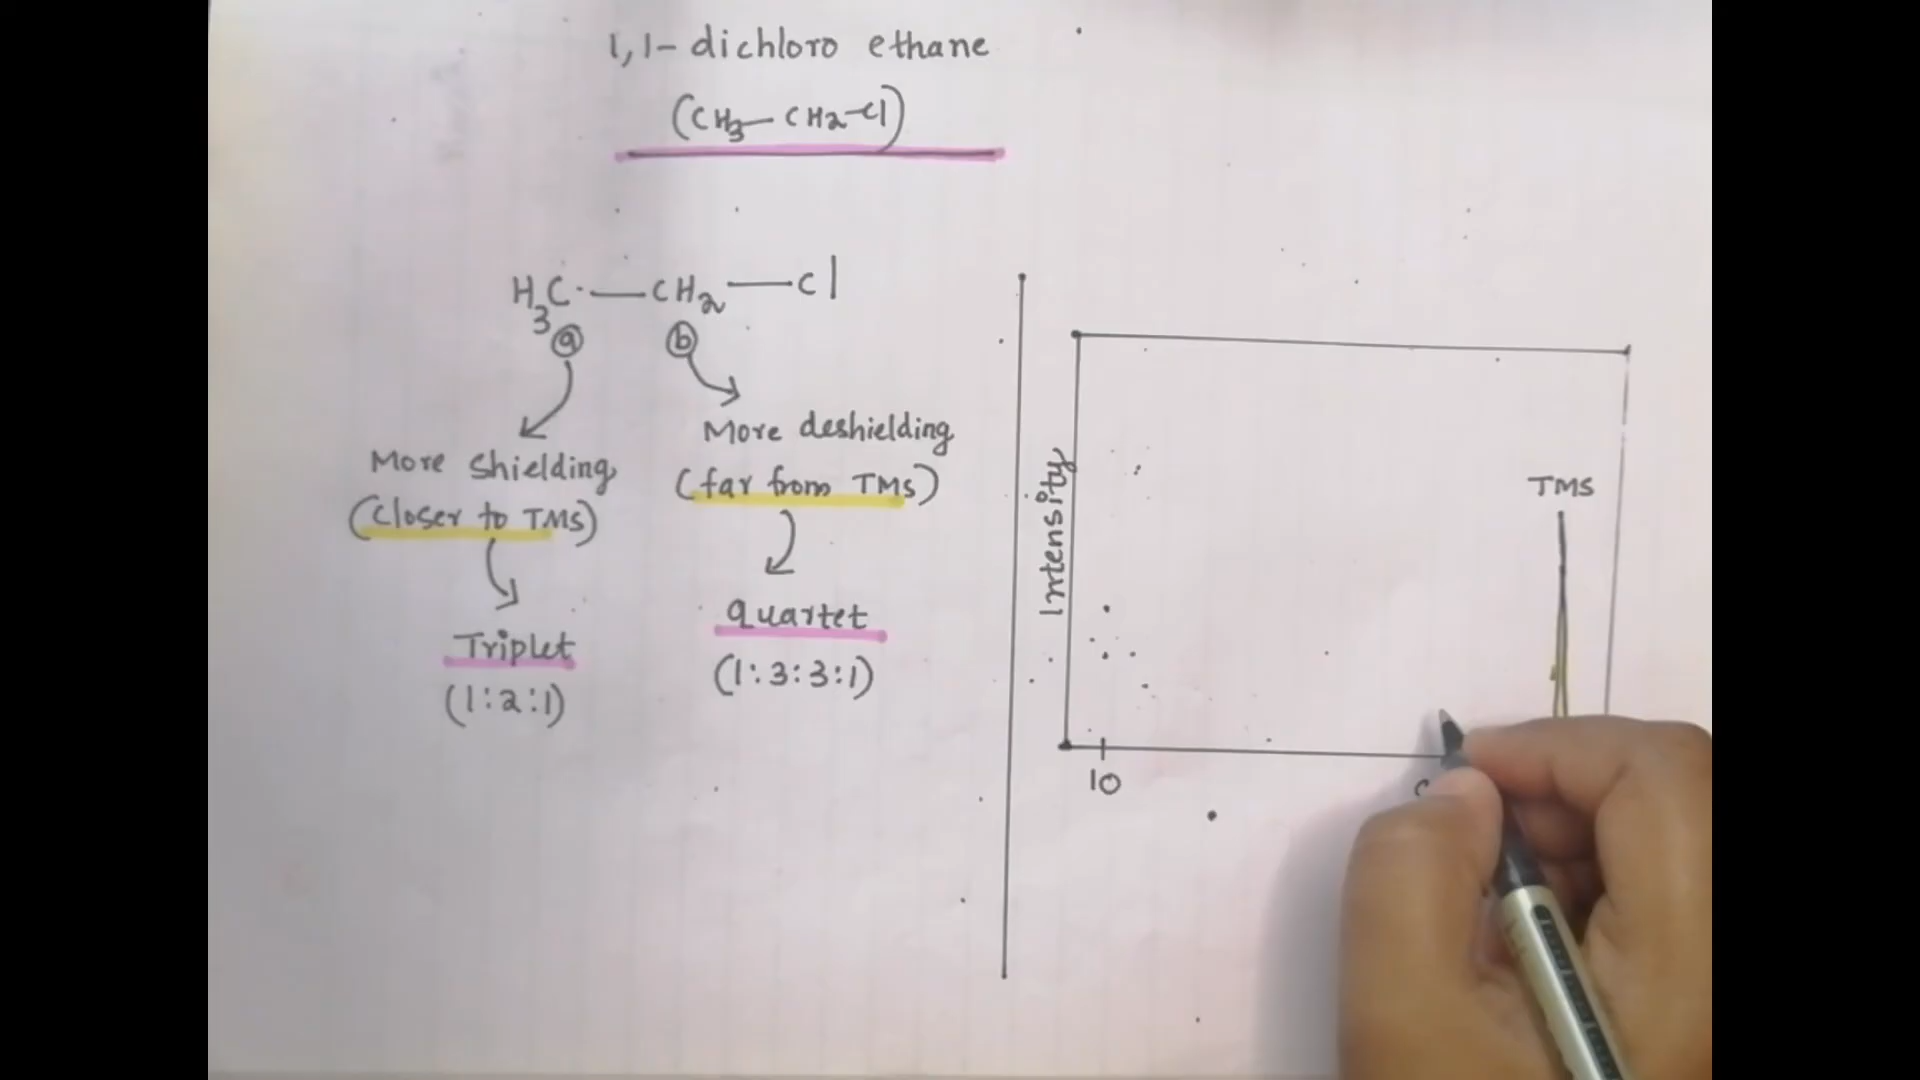 1,1- dichloro ethane
(CH3— CH2—Cl)
H3C — CH2 — Cl
a b
More shielding
(closer to TMS)
Triplet
(1:2:1)
More deshielding
(far from TMS)
quartet
(1:3:3:1)
Intensity
TMS
10